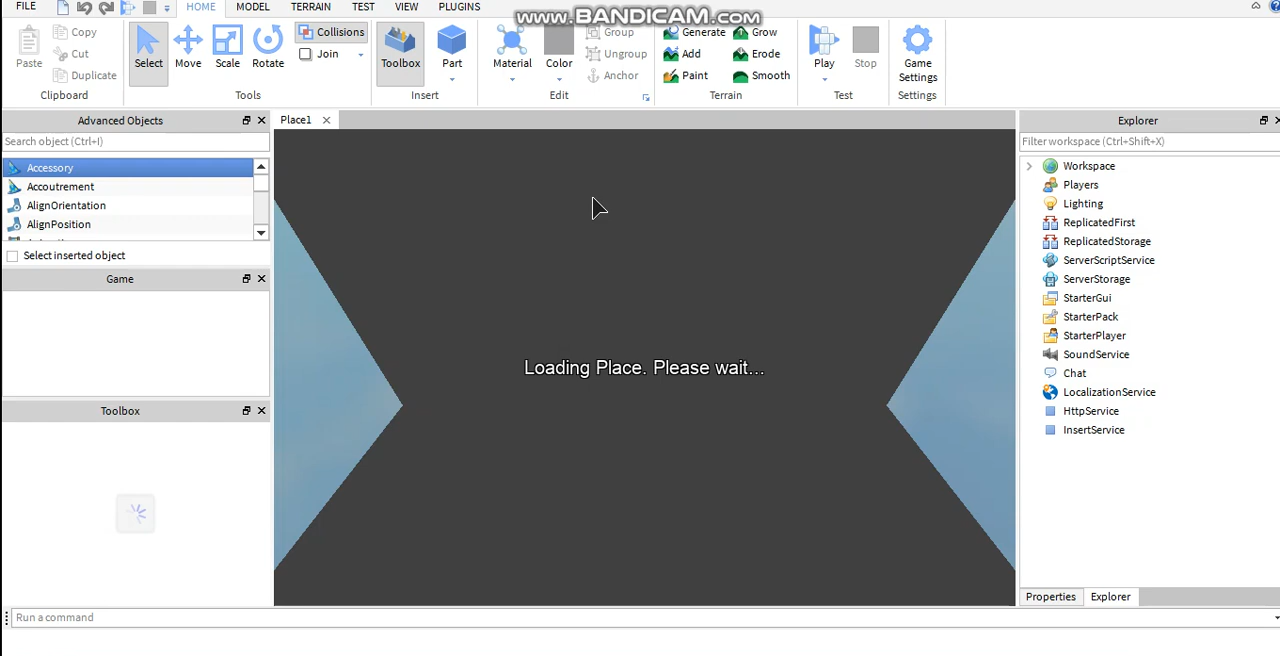 www.BANDICAM.com
FILE HOME MODEL TERRAIN TEST VIEW PLUGINS
Paste Copy Cut Duplicate
Select Move Scale Rotate Collisions Join
Toolbox Part
Material Color Group Ungroup Anchor
Generate Grow
Add Erode
Paint Smooth
Play Stop Game Settings
Clipboard Tools Insert Edit Terrain Test Settings
Advanced Objects
Search object (Ctrl+I)
Accessory
Accoutrement
AlignOrientation
AlignPosition
Select inserted object
Game
Toolbox
Place1
Loading Place. Please wait...
Explorer
Filter workspace (Ctrl+Shift+X)
Workspace
Players
Lighting
ReplicatedFirst
ReplicatedStorage
ServerScriptService
ServerStorage
StarterGui
StarterPack
StarterPlayer
SoundService
Chat
LocalizationService
HttpService
InsertService
Properties Explorer
Run a command